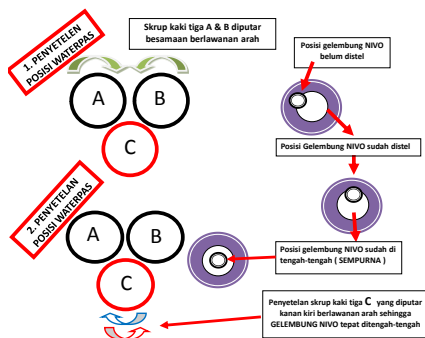 1. PENYETELEN
POSISI WATERPAS
Skrup kaki tiga A & B diputar
besamaan berlawanan arah
Posisi gelembung NIVO
belum distel
A
B
C
Posisi Gelembung NIVO sudah distel
2. PENYETELAN
POSISI WATERPAS
A
B
C
Posisi gelembung NIVO sudah di
tengah-tengah ( SEMPURNA )
Penyetelan skrup kaki tiga C yang diputar
kanan kiri berlawanan arah sehingga
GELEMBUNG NIVO tepat ditengah-tengah